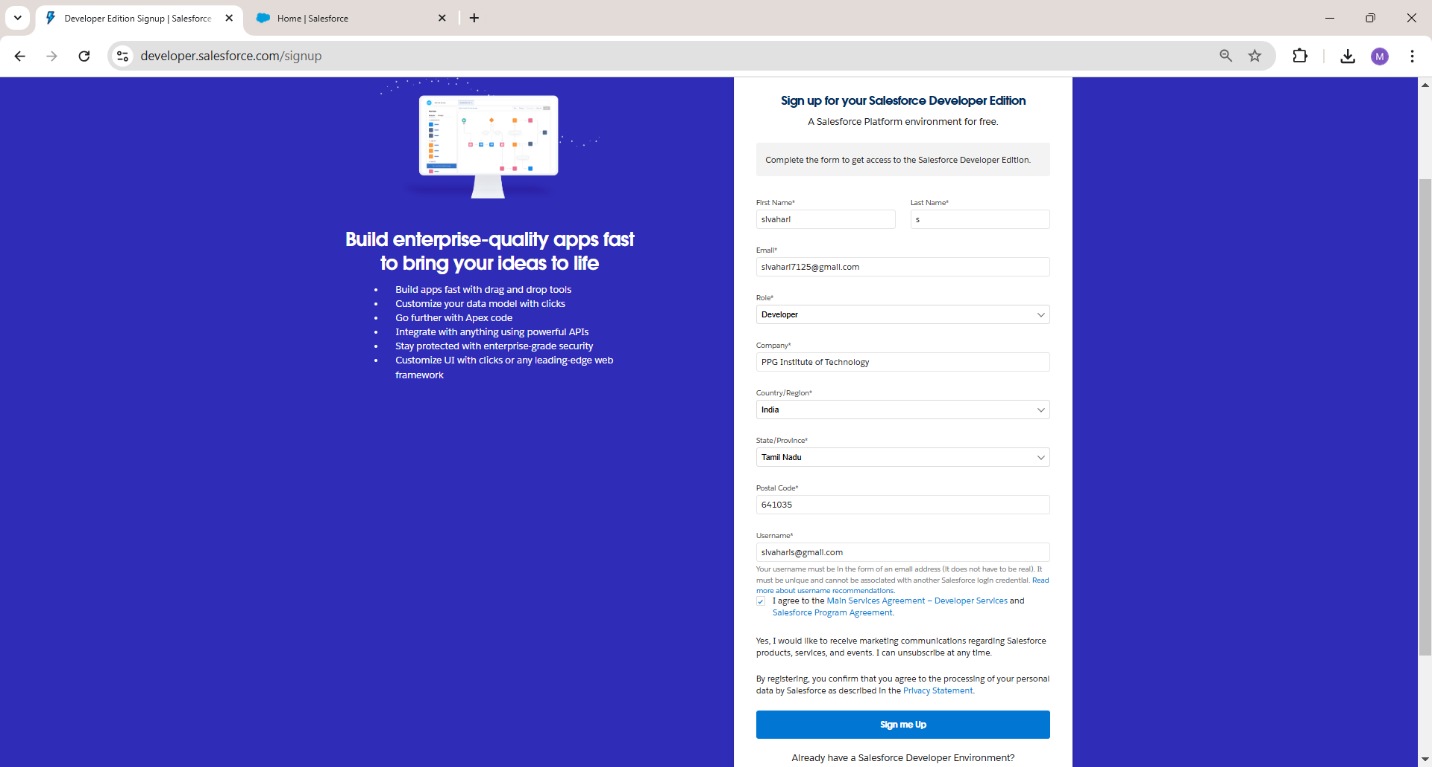 Developer Edition Signup | Salesforce
Home | Salesforce
developer.salesforce.com/signup
M
Build enterprise-quality apps fast
to bring your ideas to life
• Build apps fast with drag and drop tools
• Customize your data model with clicks
• Go further with Apex code
• Integrate with anything using powerful APIs
• Stay protected with enterprise-grade security
• Customize UI with clicks or any leading-edge web
framework
Sign up for your Salesforce Developer Edition
A Salesforce Platform environment for free.
Complete the form to get access to the Salesforce Developer Edition.
First Name* Last Name*
sivahari s
Email*
sivahari7125@gmail.com
Role*
Developer
Company*
PPG Institute of Technology
Country/Region*
India
State/Province*
Tamil Nadu
Postal Code*
641035
Username*
sivaharis@gmail.com
Your username must be in the form of an email address (it does not have to be real). It
must be unique and cannot be associated with another Salesforce login credential. Read
more about username recommendations.
I agree to the Main Services Agreement – Developer Services and
Salesforce Program Agreement.
Yes, I would like to receive marketing communications regarding Salesforce
products, services, and events. I can unsubscribe at any time.
By registering, you confirm that you agree to the processing of your personal
data by Salesforce as described in the Privacy Statement.
Sign me Up
Already have a Salesforce Developer Environment?